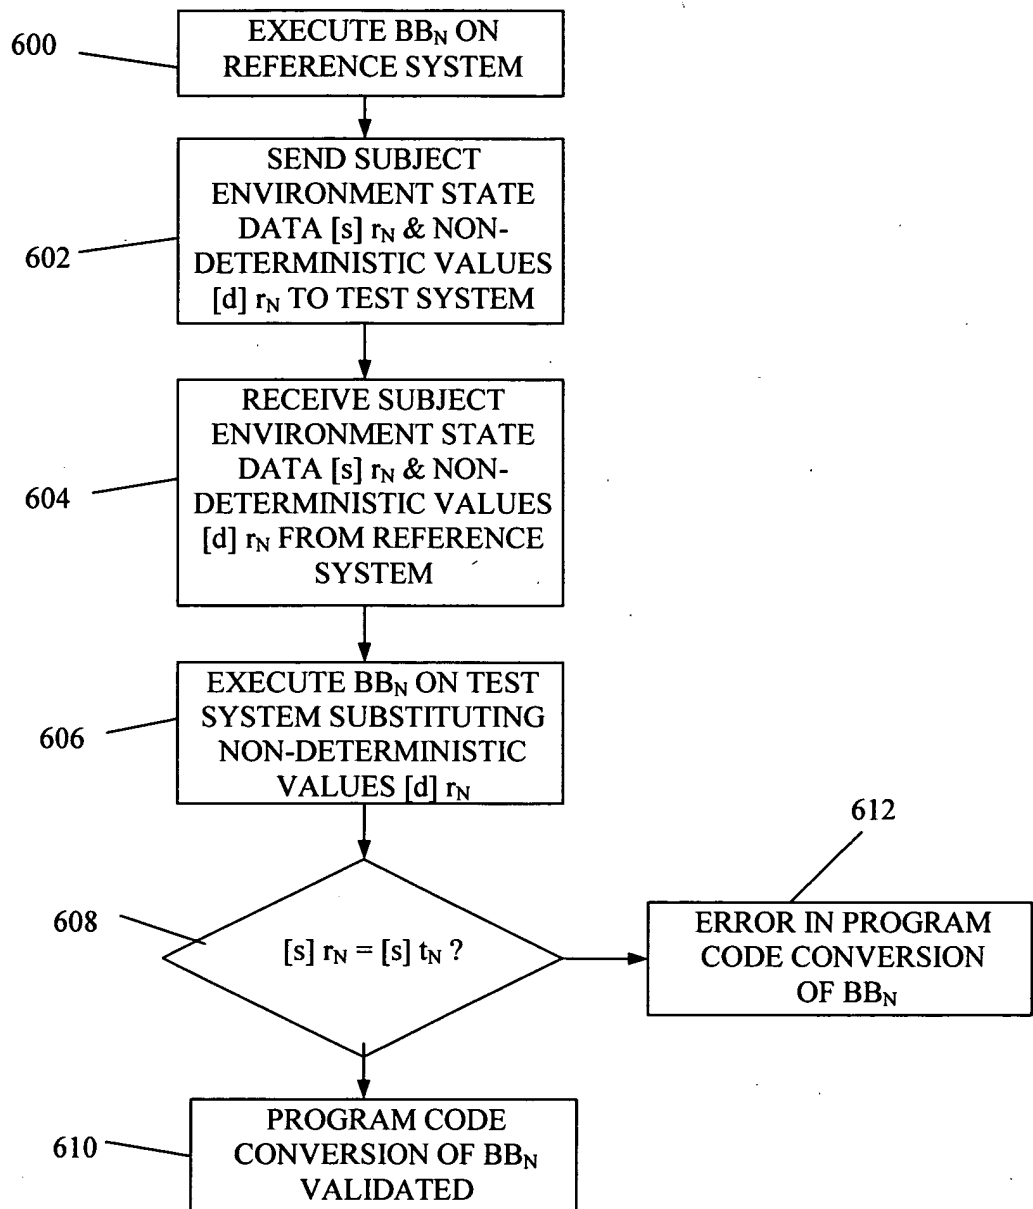 600
EXECUTE BB_N ON
REFERENCE SYSTEM
602
SEND SUBJECT
ENVIRONMENT STATE
DATA [s] r_N & NON-
DETERMINISTIC VALUES
[d] r_N TO TEST SYSTEM
604
RECEIVE SUBJECT
ENVIRONMENT STATE
DATA [s] r_N & NON-
DETERMINISTIC VALUES
[d] r_N FROM REFERENCE
SYSTEM
606
EXECUTE BB_N ON TEST
SYSTEM SUBSTITUTING
NON-DETERMINISTIC
VALUES [d] r_N
608
[s] r_N = [s] t_N ?
612
ERROR IN PROGRAM
CODE CONVERSION
OF BB_N
610
PROGRAM CODE
CONVERSION OF BB_N
VALIDATED